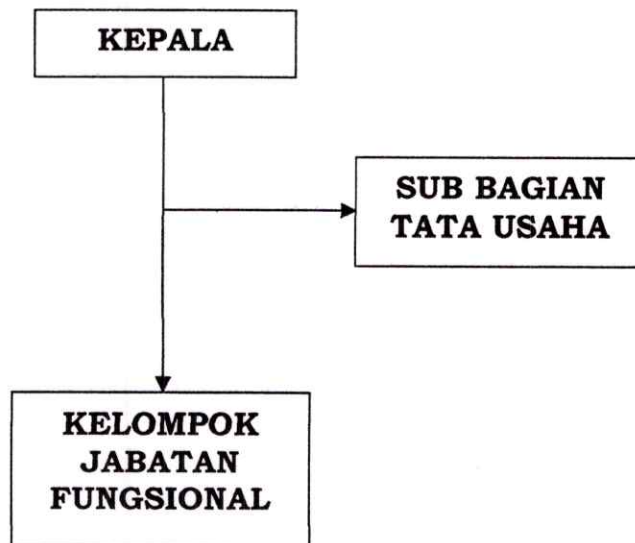 KEPALA
SUB BAGIAN
TATA USAHA
KELOMPOK
JABATAN
FUNGSIONAL